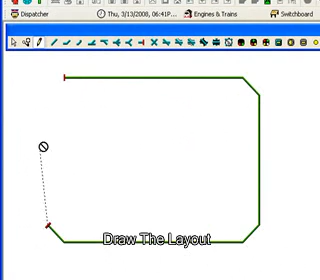 Dispatcher
Thu, 3/13/2008, 06:41P...
Engines & Trains
Switchboard
Draw The Layout